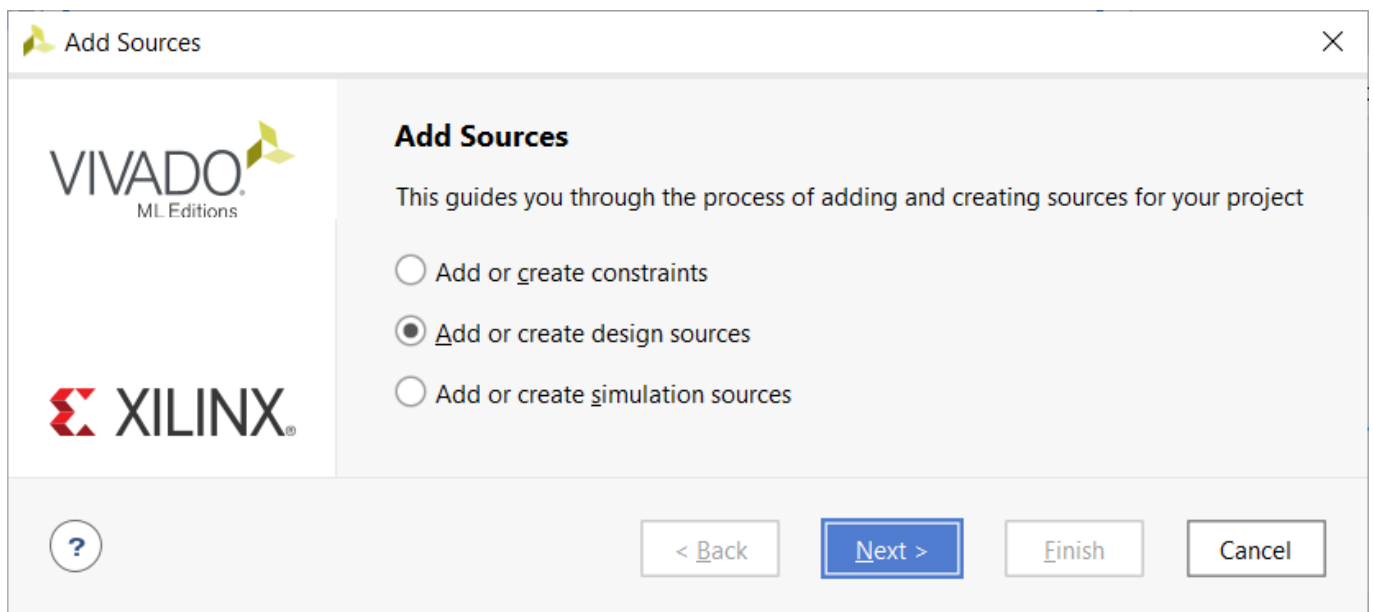 Add Sources
VIVADO.
ML Editions
XILINX.
Add Sources
This guides you through the process of adding and creating sources for your project
Add or create constraints
Add or create design sources
Add or create simulation sources
?
< Back
Next >
Finish
Cancel